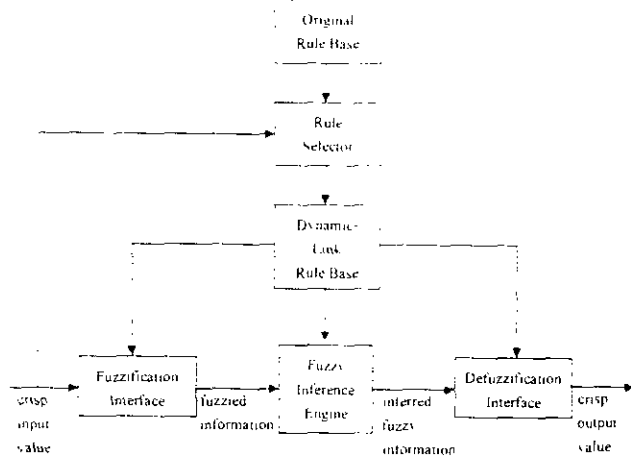 Original
Rule Base
Rule
Selector
Dynamic-
Link
Rule Base
Fuzzification
Interface
Fuzzy
Inference
Engine
Defuzzification
Interface
crisp
input
value
fuzzied
information
inferred
fuzzy
information
crisp
output
value